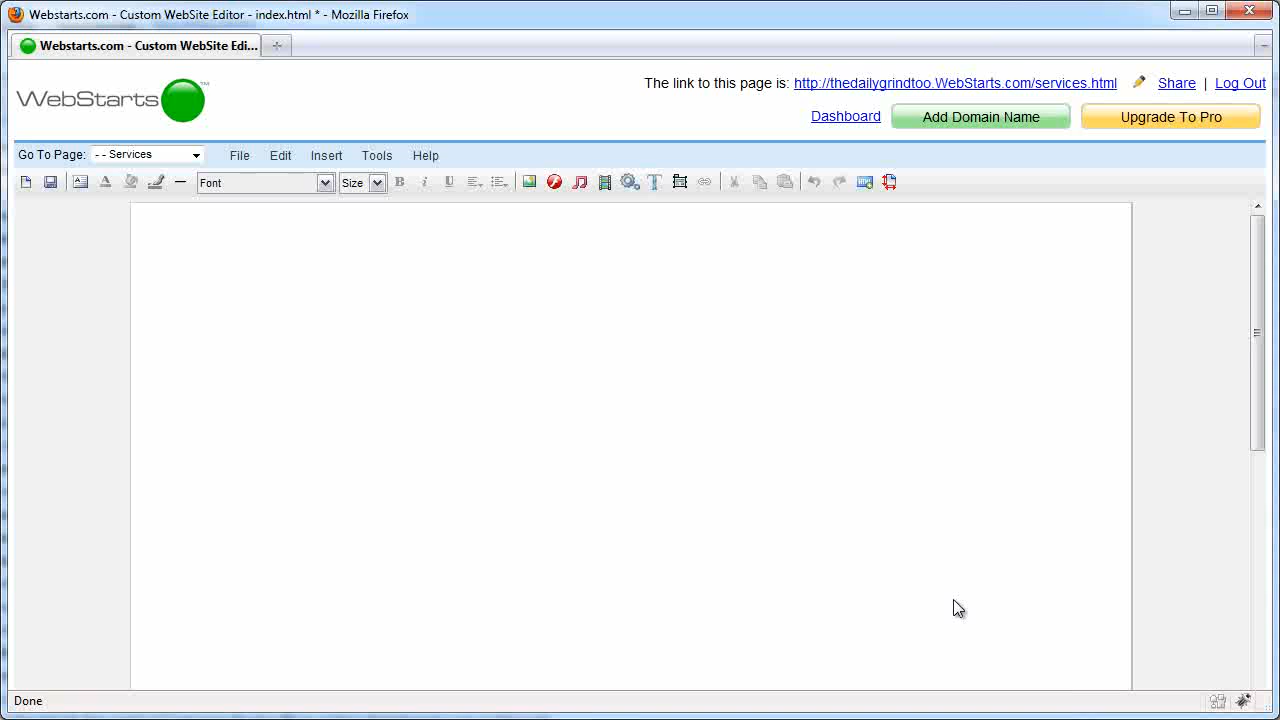 Webstarts.com - Custom WebSite Editor - index.html * - Mozilla Firefox
Webstarts.com - Custom WebSite Edi...
WebStarts™
The link to this page is: http://thedailygrindtoo.WebStarts.com/services.html Share | Log Out
Dashboard Add Domain Name Upgrade To Pro
Go To Page: - - Services File Edit Insert Tools Help
Font Size B i U
Done